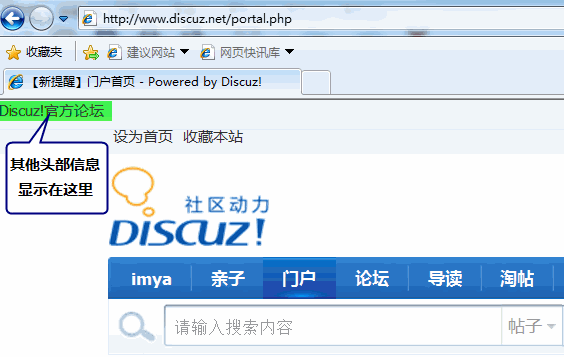 http://www.discuz.net/portal.php
收藏夹 建议网站 网页快讯库
【新提醒】门户首页 - Powered by Discuz!
Discuz!官方论坛
其他头部信息
显示在这里
设为首页 收藏本站
社区动力
DISCUZ!
imya 亲子 门户 论坛 导读 淘帖
请输入搜索内容 帖子